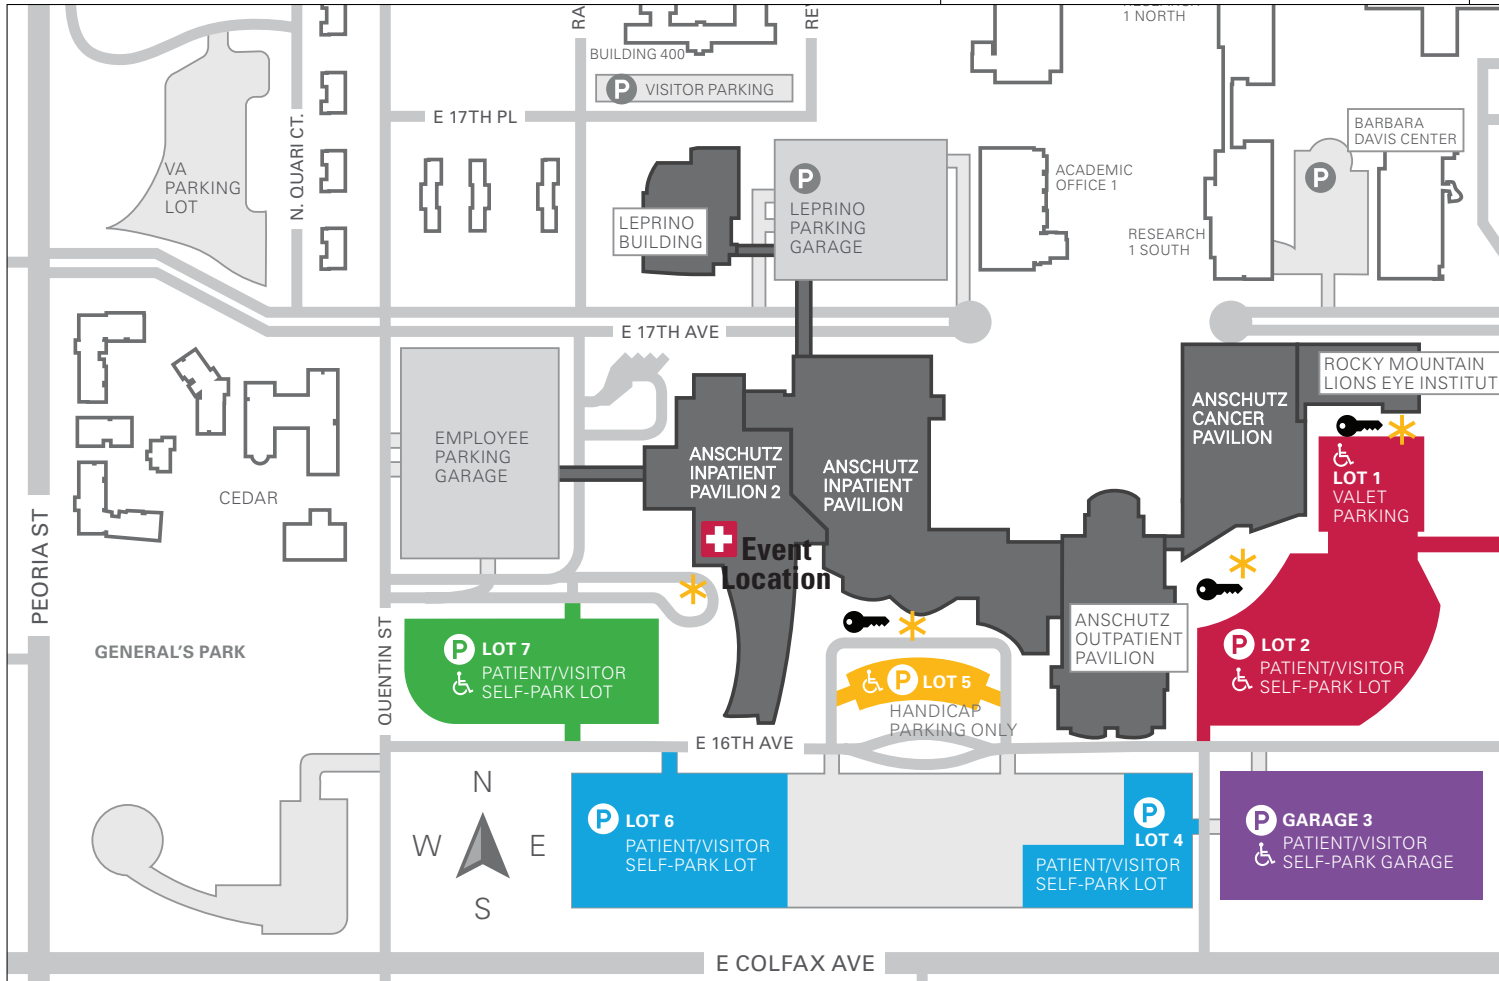 RESEARCH
1 NORTH
BUILDING 400
P VISITOR PARKING
E 17TH PL
N. QUARI CT.
VA
PARKING
LOT
LEPRINO
BUILDING
P
LEPRINO
PARKING
GARAGE
ACADEMIC
OFFICE 1
RESEARCH
1 SOUTH
BARBARA
DAVIS CENTER
P
E 17TH AVE
ROCKY MOUNTAIN
LIONS EYE INSTITUT
ANSCHUTZ
CANCER
PAVILION
EMPLOYEE
PARKING
GARAGE
ANSCHUTZ
INPATIENT
PAVILION 2
ANSCHUTZ
INPATIENT
PAVILION
LOT 1
VALET
PARKING
CEDAR
PEORIA ST
Event
Location
GENERAL'S PARK
QUENTIN ST
P LOT 7
PATIENT/VISITOR
SELF-PARK LOT
P LOT 5
HANDICAP
PARKING ONLY
ANSCHUTZ
OUTPATIENT
PAVILION
P LOT 2
PATIENT/VISITOR
SELF-PARK LOT
E 16TH AVE
N
W E
S
P LOT 6
PATIENT/VISITOR
SELF-PARK LOT
P
LOT 4
PATIENT/VISITOR
SELF-PARK LOT
P GARAGE 3
PATIENT/VISITOR
SELF-PARK GARAGE
E COLFAX AVE